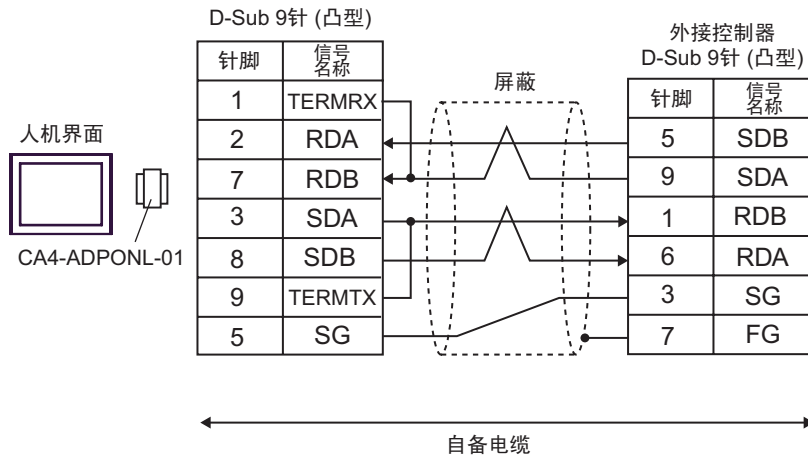 D-Sub 9针 (凸型)
外接控制器
D-Sub 9针 (凸型)
针脚 信号名称
1 TERMRX
2 RDA
7 RDB
3 SDA
8 SDB
9 TERMTX
5 SG
屏蔽
针脚 信号名称
5 SDB
9 SDA
1 RDB
6 RDA
3 SG
7 FG
人机界面
CA4-ADPONL-01
自备电缆